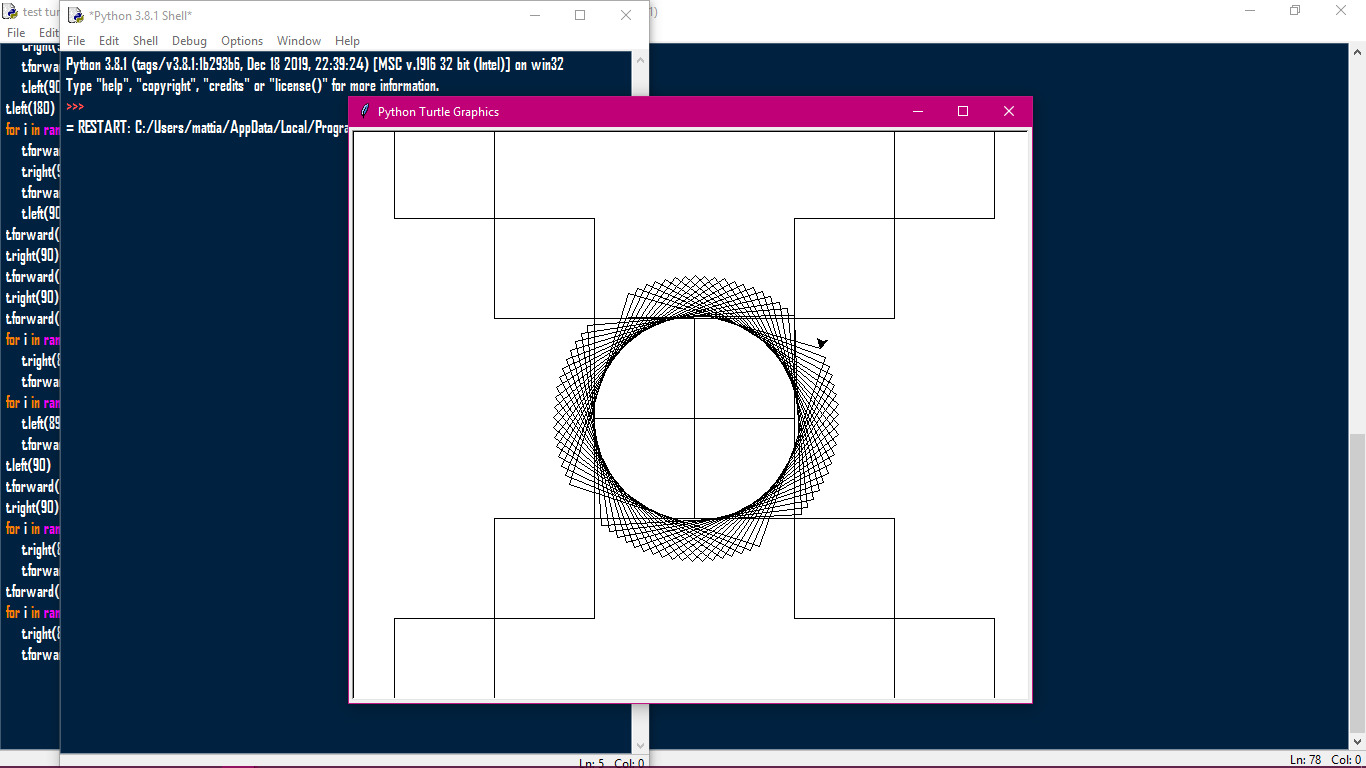 test tur
File Edit
t.right(9
t.forwa
t.left(90
t.left(180)
for i in ran
t.forwa
t.right(9
t.forwa
t.left(90
t.forward(
t.right(90)
t.forward(
t.right(90)
t.forward(
for i in ran
t.right(8
t.forwa
for i in ran
t.left(89
t.forwa
t.left(90)
t.forward(
t.right(90)
for i in ran
t.right(8
t.forwa
t.forward(
for i in ran
t.right(8
t.forwa
*Python 3.8.1 Shell*
File Edit Shell Debug Options Window Help
Python 3.8.1 (tags/v3.8.1:1b293b6, Dec 18 2019, 22:39:24) [MSC v.1916 32 bit (Intel)] on win32
Type "help", "copyright", "credits" or "license()" for more information.
>>>
= RESTART: C:/Users/mattia/AppData/Local/Progra
Ln: 5 Col: 0
Python Turtle Graphics
1)
Ln: 78 Col: 0